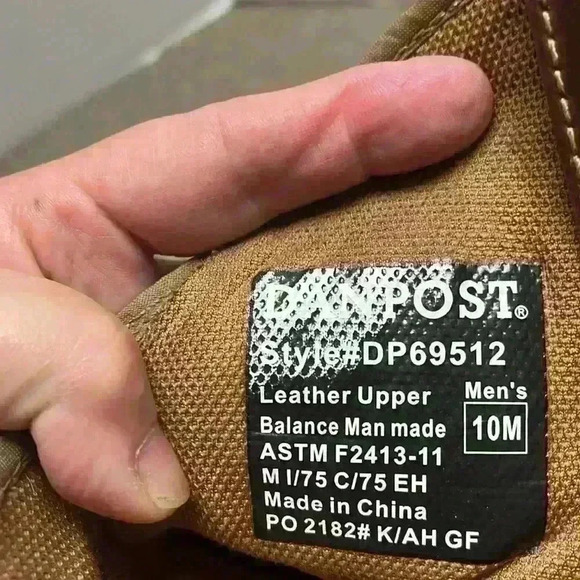 DANPOST®
Style#DP69512
Leather Upper
Men's
Balance Man made
10M
ASTM F2413-11
M I/75 C/75 EH
Made in China
PO 2182# K/AH GF